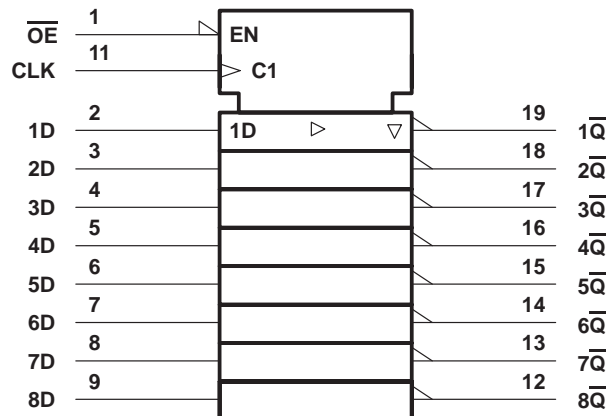 O̅E̅ 1 EN
CLK 11 C1
1D 2 1D 19 1Q̅
2D 3 18 2Q̅
3D 4 17 3Q̅
4D 5 16 4Q̅
5D 6 15 5Q̅
6D 7 14 6Q̅
7D 8 13 7Q̅
8D 9 12 8Q̅